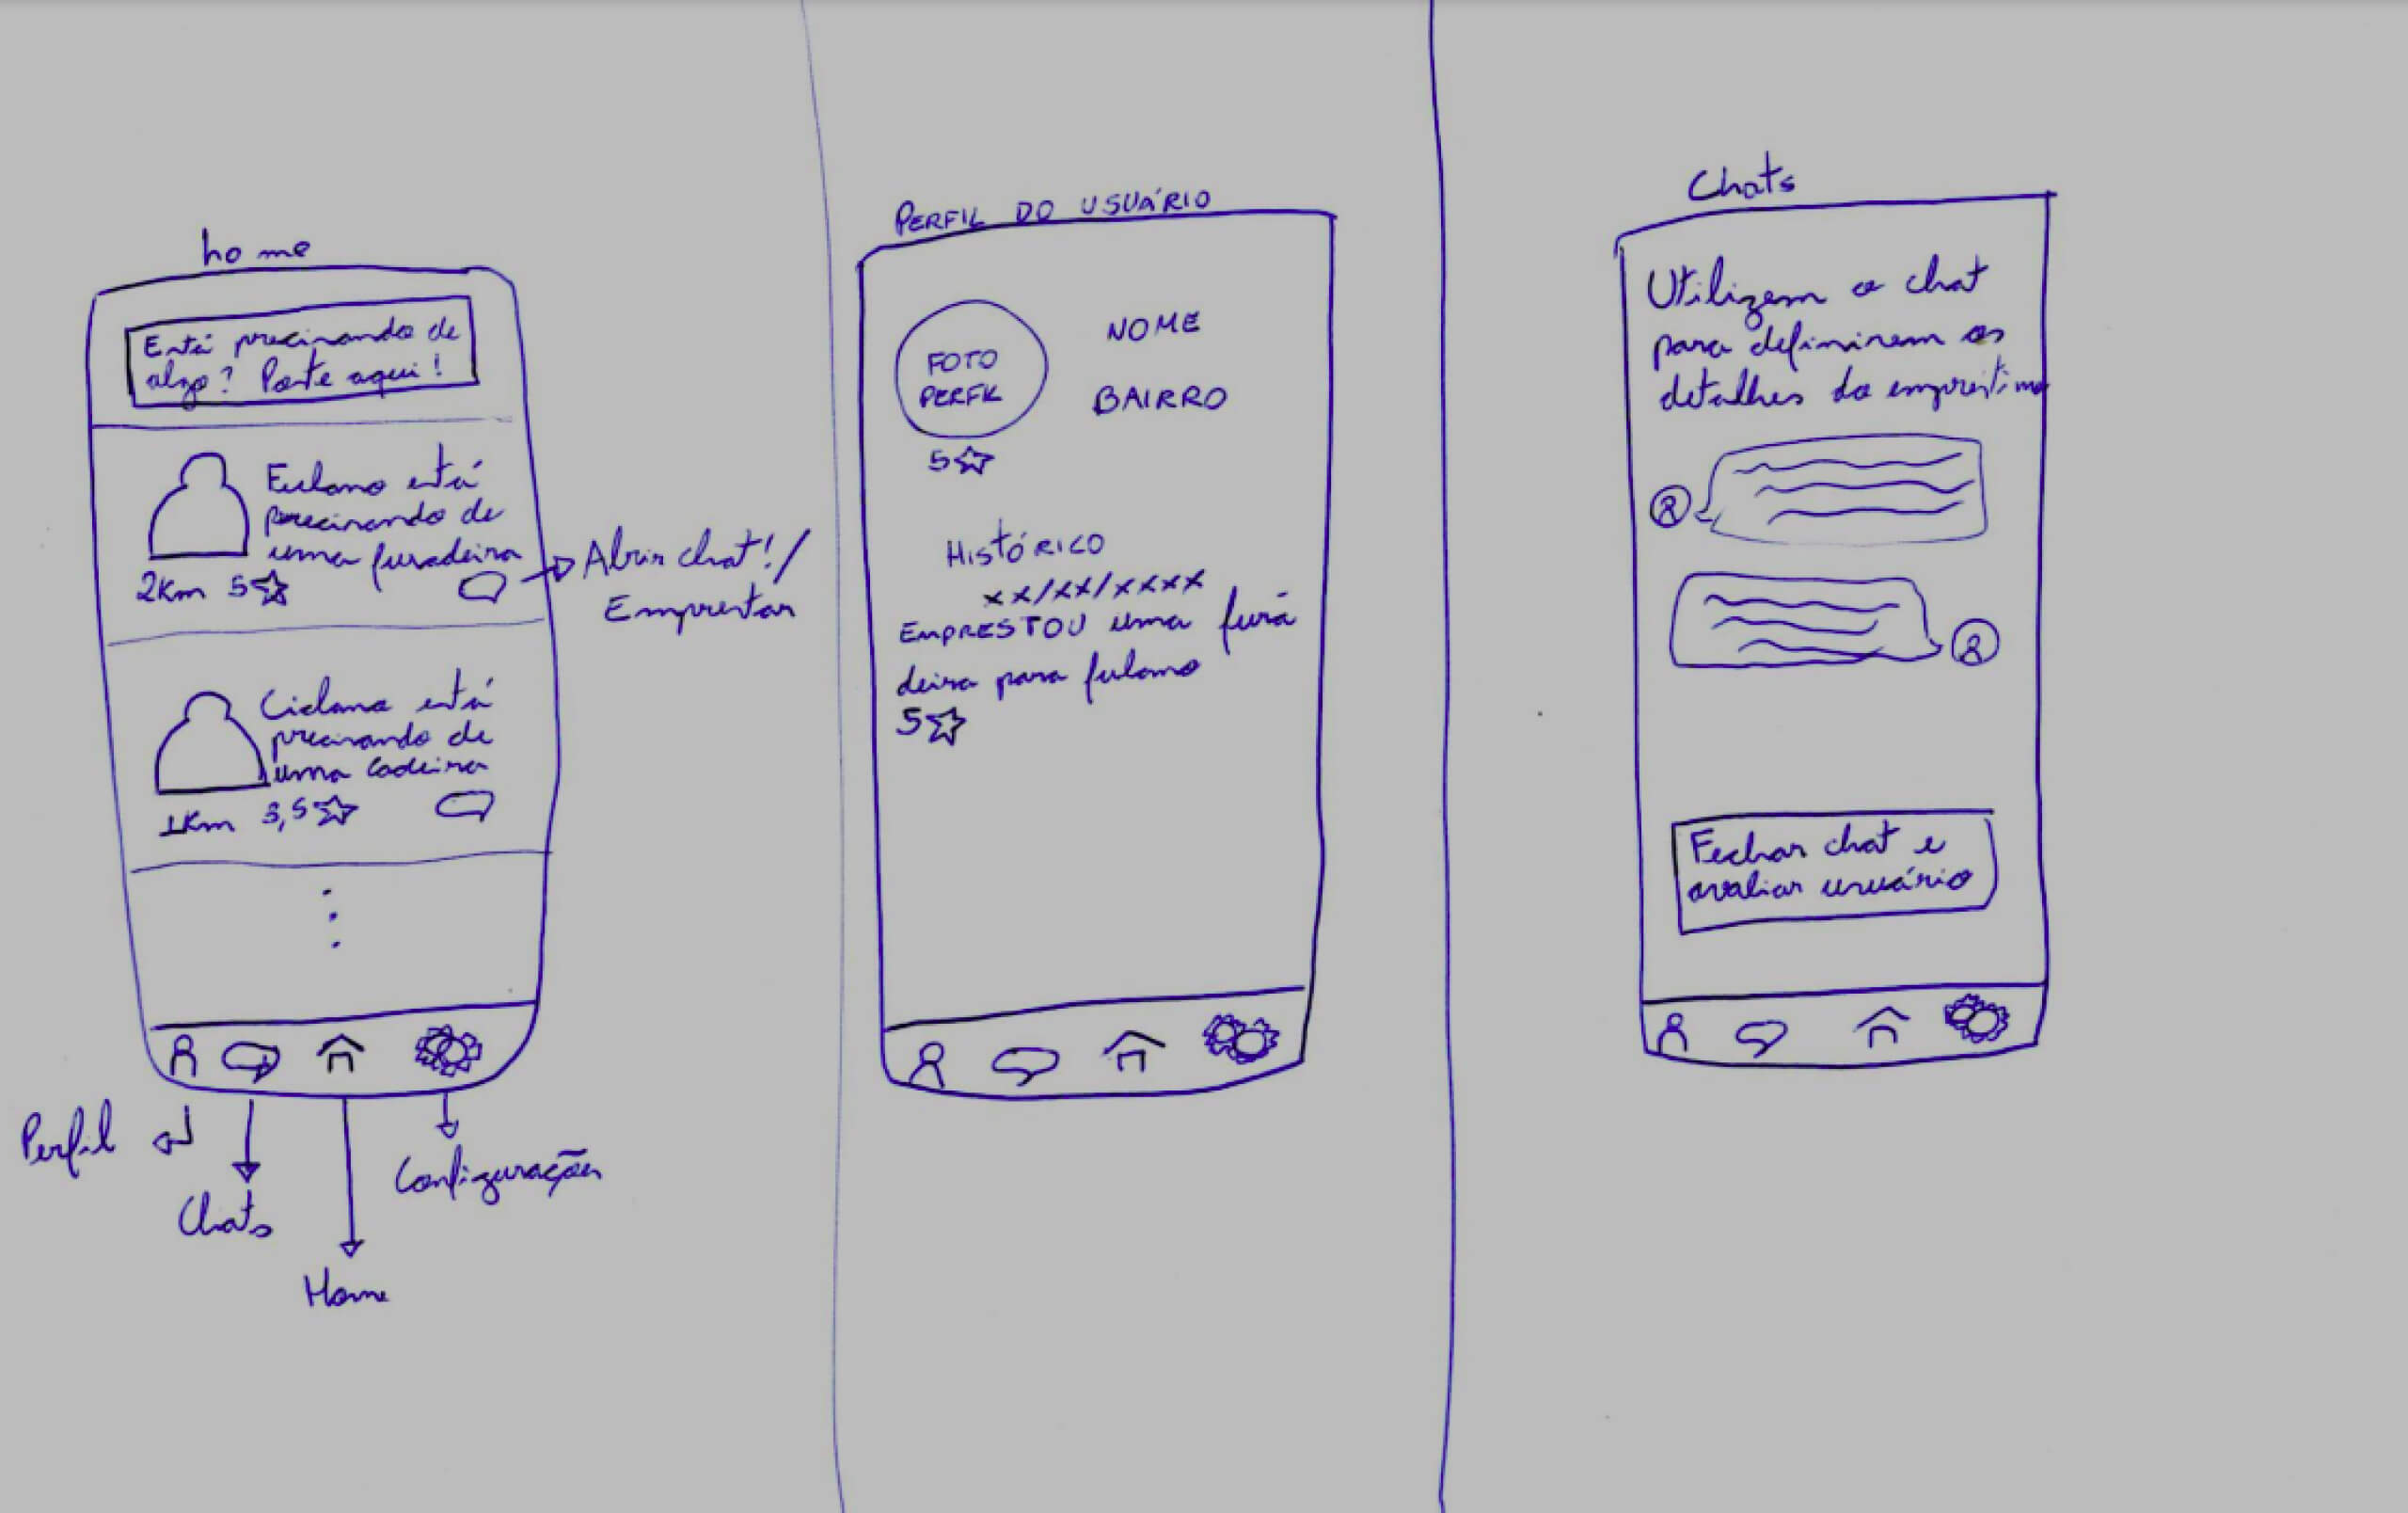 home
Está precisando de
algo? Poste aqui!
Fulano está
precisando de
uma furadeira
2Km 5
Abrir chat!/
Emprestar
Ciclana está
precisando de
uma cadeira
1Km 3,5
Perfil
Chats
Home
Configurações
PERFIL DO USUÁRIO
FOTO
PERFIL
NOME
BAIRRO
5
HISTÓRICO
xx/xx/xxxx
EMPRESTOU uma fura
deira para fulano
5
Chats
Utilizem o chat
para definirem os
detalhes do empréstimo
Fechar chat e
avaliar usuário